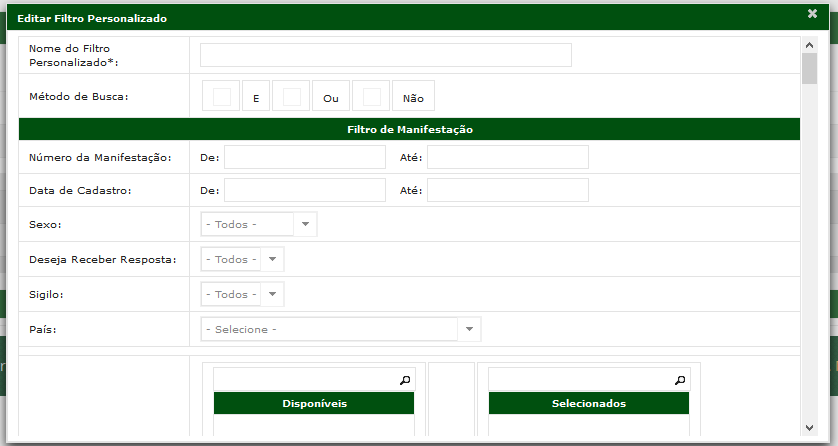 Editar Filtro Personalizado
Nome do Filtro
Personalizado*:
Método de Busca: E Ou Não
Filtro de Manifestação
Número da Manifestação: De: Até:
Data de Cadastro: De: Até:
Sexo: - Todos -
Deseja Receber Resposta: - Todos -
Sigilo: - Todos -
País: - Selecione -
Disponíveis Selecionados